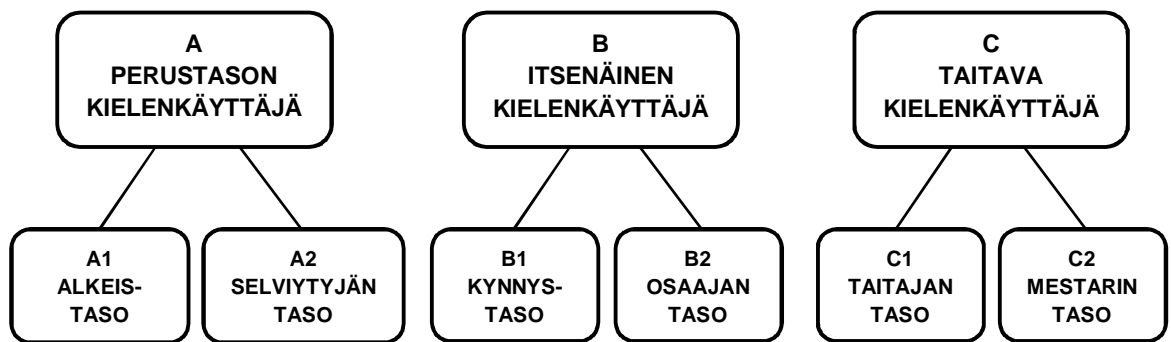 A
PERUSTASON
KIELENKÄYTTÄJÄ
B
ITSENÄINEN
KIELENKÄYTTÄJÄ
C
TAITAVA
KIELENKÄYTTÄJÄ
A1
ALKEIS-
TASO
A2
SELVIYTYJÄN
TASO
B1
KYNNYS-
TASO
B2
OSAAJAN
TASO
C1
TAITAJAN
TASO
C2
MESTARIN
TASO